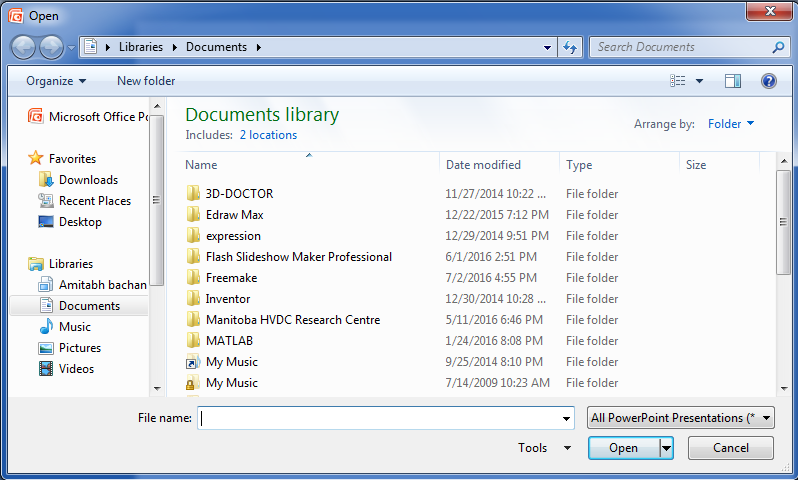 Open
Libraries Documents
Search Documents
Organize New folder
Microsoft Office Po
Favorites
Downloads
Recent Places
Desktop
Libraries
Amitabh bachan
Documents
Music
Pictures
Videos
Documents library
Includes: 2 locations
Arrange by: Folder
Name Date modified Type Size
3D-DOCTOR 11/27/2014 10:22 ... File folder
Edraw Max 12/22/2015 7:12 PM File folder
expression 12/29/2014 9:51 PM File folder
Flash Slideshow Maker Professional 6/1/2016 2:51 PM File folder
Freemake 7/2/2016 4:55 PM File folder
Inventor 12/30/2014 10:28 ... File folder
Manitoba HVDC Research Centre 5/11/2016 6:46 PM File folder
MATLAB 1/24/2016 8:08 PM File folder
My Music 9/25/2014 8:10 PM File folder
My Music 7/14/2009 10:23 AM File folder
File name: All PowerPoint Presentations (*
Tools Open Cancel